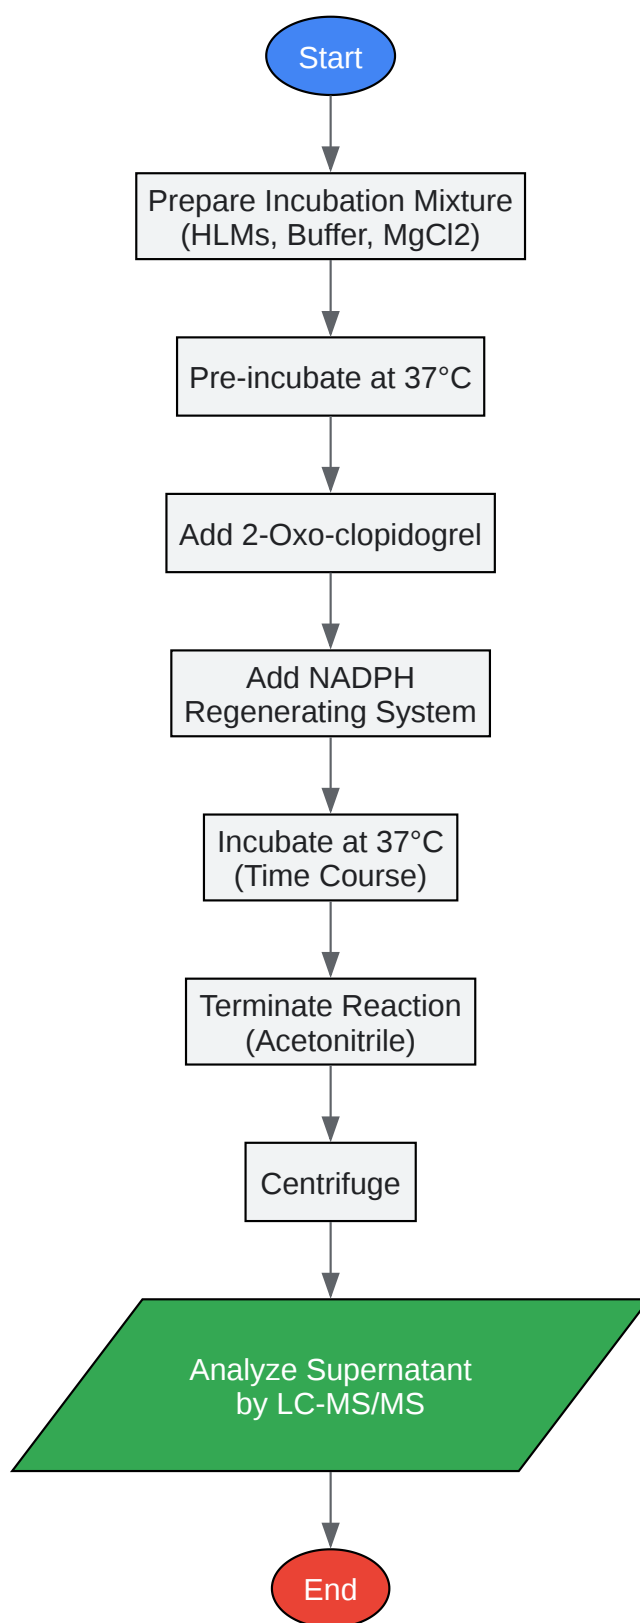 Start
Prepare Incubation Mixture
(HLMs, Buffer, MgCl2)
Pre-incubate at 37°C
Add 2-Oxo-clopidogrel
Add NADPH
Regenerating System
Incubate at 37°C
(Time Course)
Terminate Reaction
(Acetonitrile)
Centrifuge
Analyze Supernatant
by LC-MS/MS
End